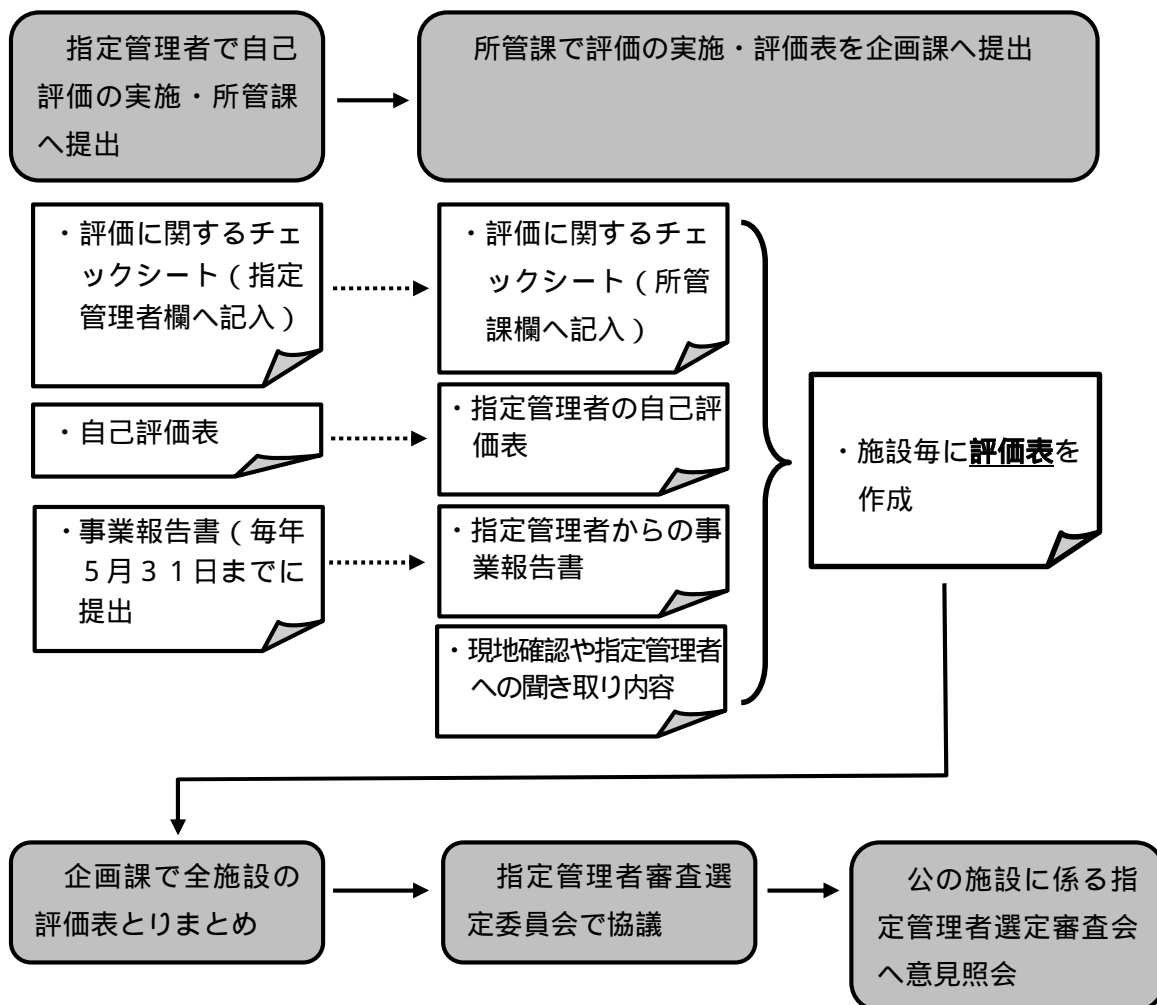 指定管理者で自己
評価の実施・所管課
へ提出
所管課で評価の実施・評価表を企画課へ提出
・評価に関するチェ
ックシート（指定
管理者欄へ記入）
・評価に関するチェ
ックシート（所管
課欄へ記入）
・自己評価表
・指定管理者の自己評
価表
・事業報告書（毎年
５月３１日までに
提出
・指定管理者からの事
業報告書
・現地確認や指定管理者
への聞き取り内容
・施設毎に評価表を
作成
企画課で全施設の
評価表とりまとめ
指定管理者審査選
定委員会で協議
公の施設に係る指
定管理者選定審査会
へ意見照会